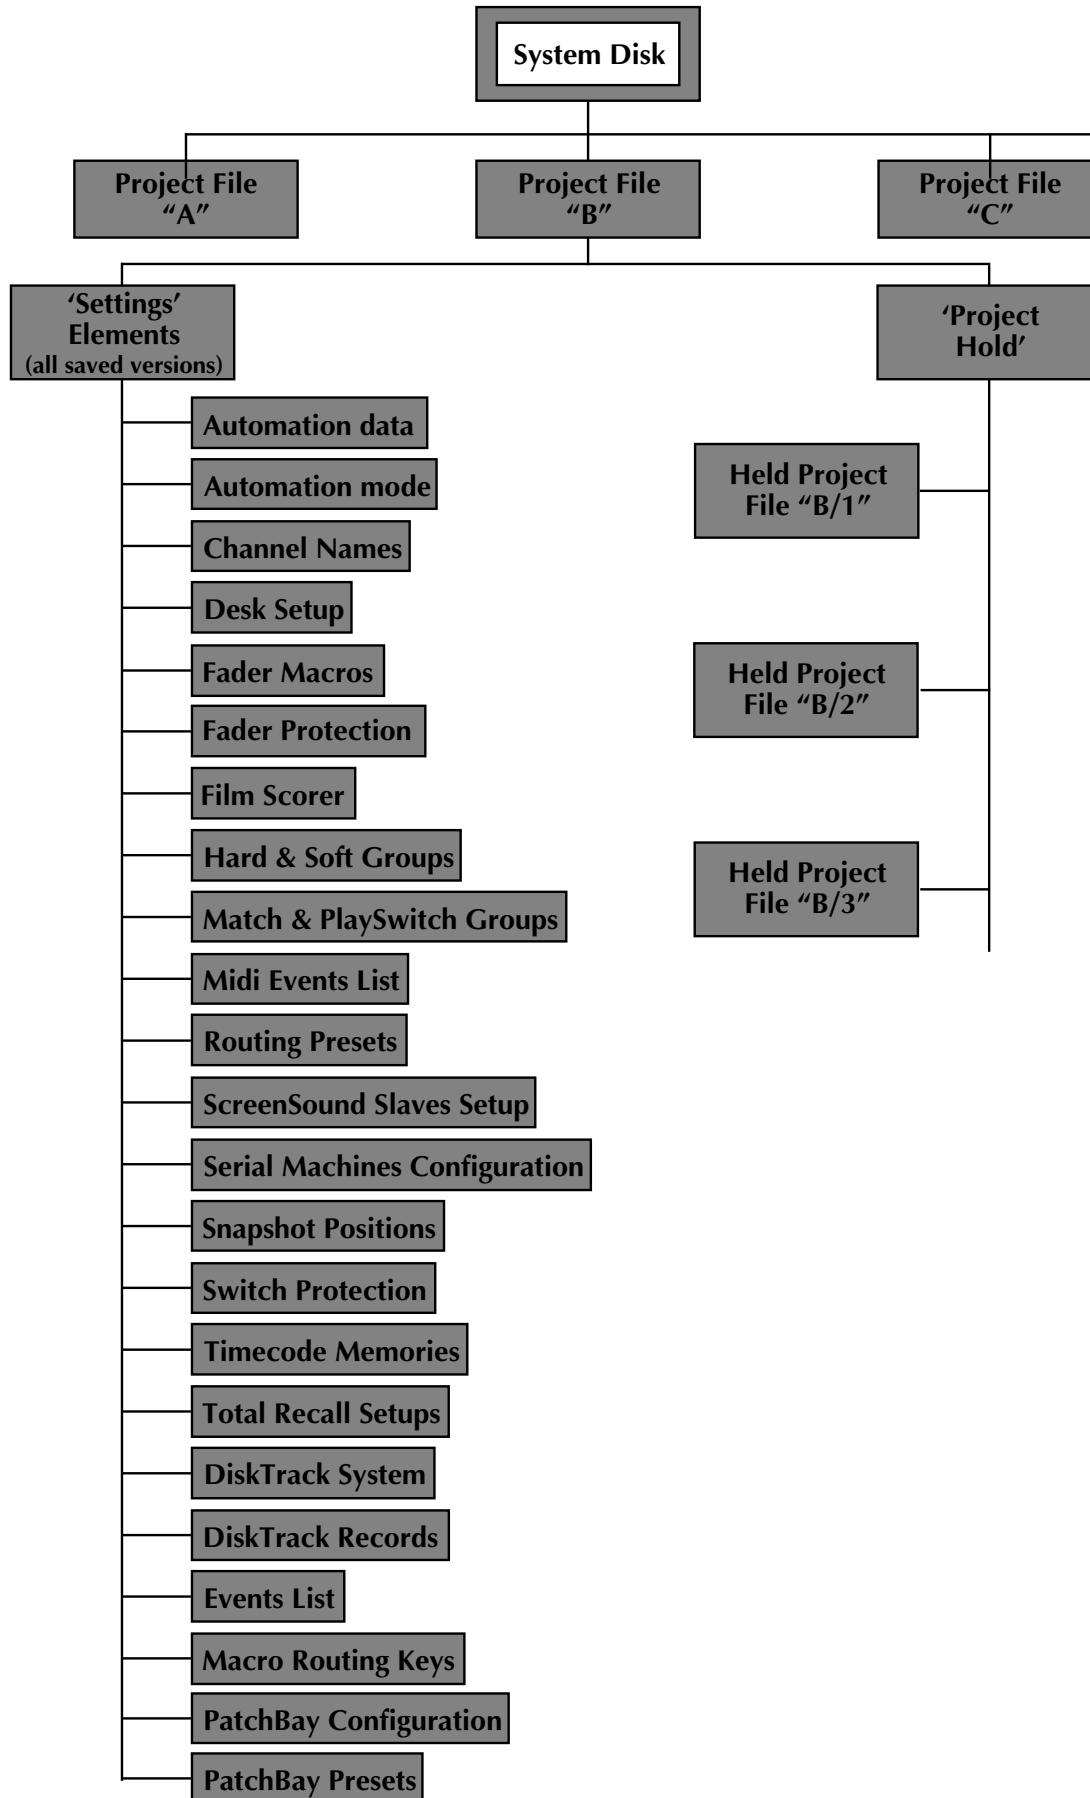 System Disk
Project File
“A”
Project File
“B”
Project File
“C”
‘Settings’
Elements
(all saved versions)
‘Project
Hold’
Automation data
Automation mode
Channel Names
Desk Setup
Fader Macros
Fader Protection
Film Scorer
Hard & Soft Groups
Match & PlaySwitch Groups
Midi Events List
Routing Presets
ScreenSound Slaves Setup
Serial Machines Configuration
Snapshot Positions
Switch Protection
Timecode Memories
Total Recall Setups
DiskTrack System
DiskTrack Records
Events List
Macro Routing Keys
PatchBay Configuration
PatchBay Presets
Held Project
File “B/1”
Held Project
File “B/2”
Held Project
File “B/3”